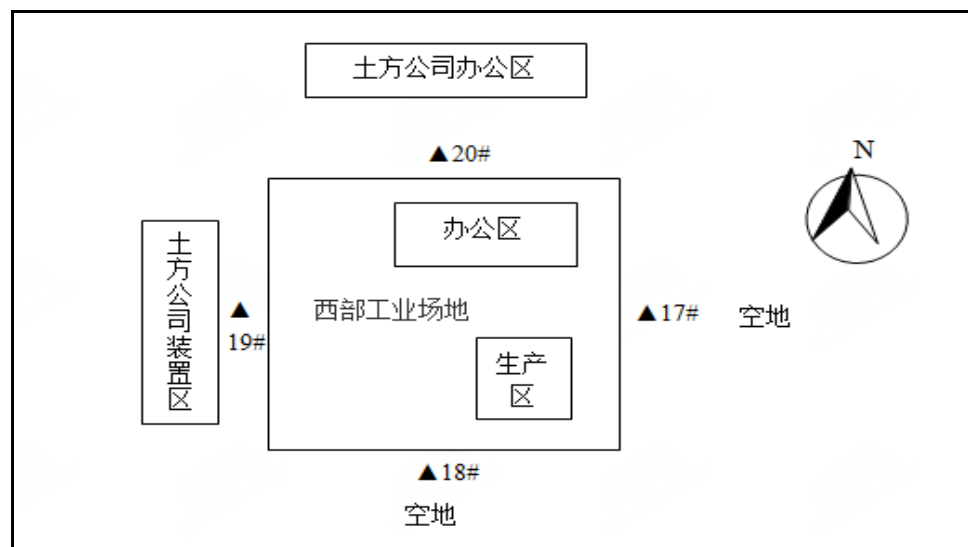 土方公司办公区
▲20#
N
办公区
土方公司装置区
▲
19#
西部工业场地
▲17#
空地
生产
区
▲18#
空地